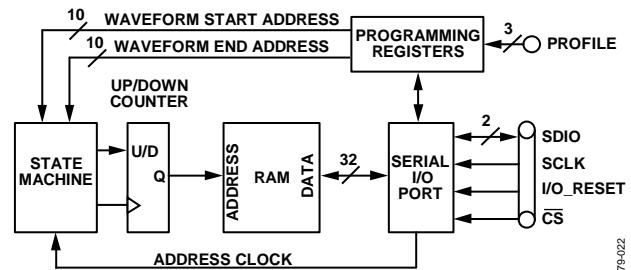 10 WAVEFORM START ADDRESS
10 WAVEFORM END ADDRESS
PROGRAMMING
REGISTERS
3
PROFILE
UP/DOWN
COUNTER
STATE
MACHINE
U/D
Q
ADDRESS
RAM
DATA
32
SERIAL
I/O
PORT
2
SDIO
SCLK
I/O_RESET
C̅S̅
ADDRESS CLOCK
79-022